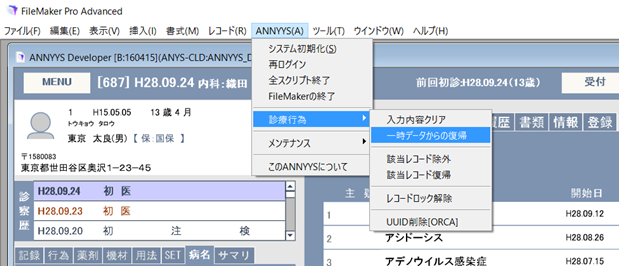 FileMaker Pro Advanced
ファイル(F) 編集(E) 表示(V) 挿入(I) 書式(M) レコード(R) ANNYYS(A) ツール(T) ウインドウ(W) ヘルプ(H)
ANNYYS Developer [B:160415](ANYS-CLD:ANNYYS_D
MENU [687] H28.09.24 内科:織田 前回初診:H28.09.24(13歳) 受付
システム初期化(S)
再ログイン
全スクリプト終了
FileMakerの終了
診療行為
メンテナンス
このANNYYSについて
入力内容クリア
一時データからの復帰
該当レコード除外
該当レコード復帰
レコードロック解除
UUID削除[ORCA]
1 H15.05.05 13歳 4月
トウキョウ タロウ
東京 太良(男) 【 保:国保 】
〒1580083
東京都世田谷区奥沢1-23-45
履歴 書類 情報 登録
診察歴
H28.09.24 初 医
H28.09.23 初 医
H28.09.20 初 注 検
記録 行為 薬剤 機材 用法 SET 病名 サマリ
開始日
1 H28.09.12
2 アシドーシス H28.08.26
3 アデノウイルス感染症 H28.07.15